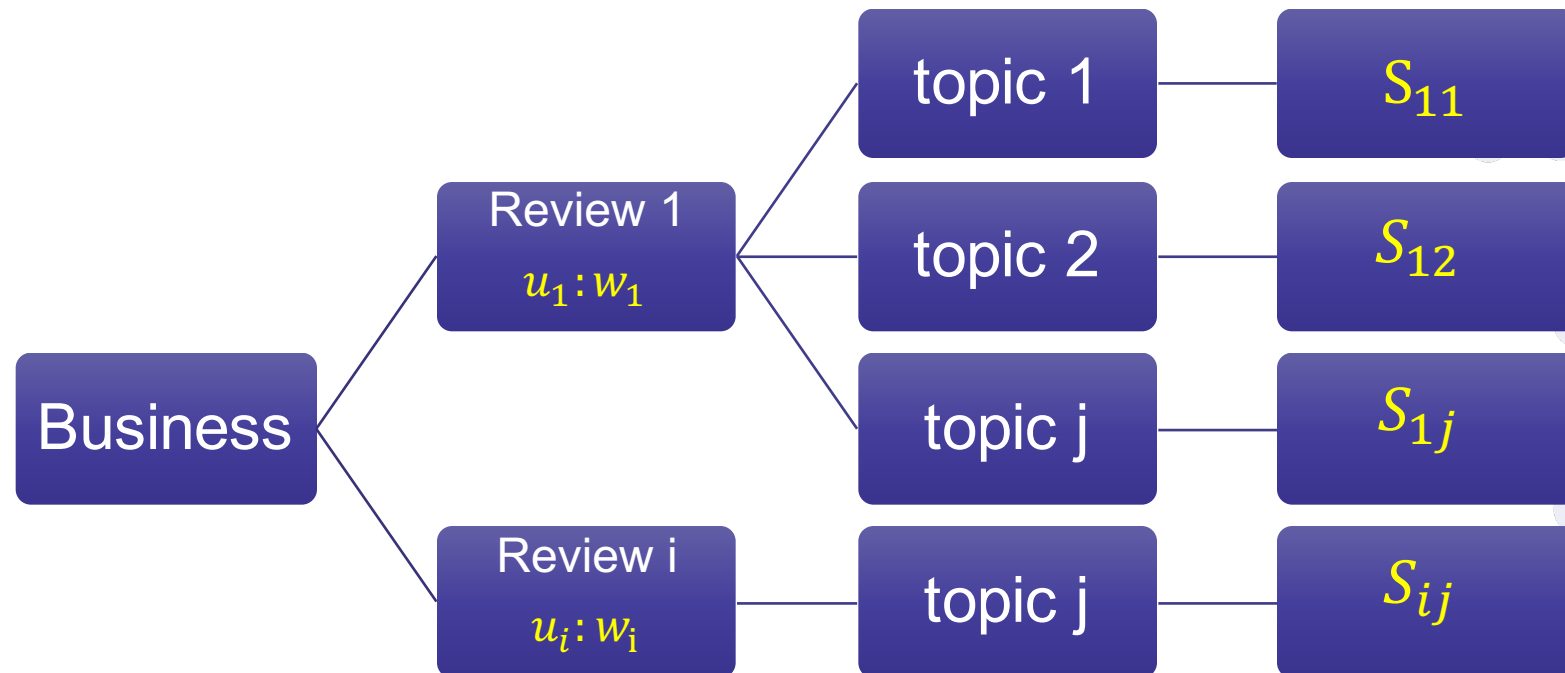 topic 1
S₁₁
Review 1
u₁:w₁
topic 2
S₁₂
Business
topic j
S₁ⱼ
Review i
uᵢ:wᵢ
topic j
Sᵢⱼ